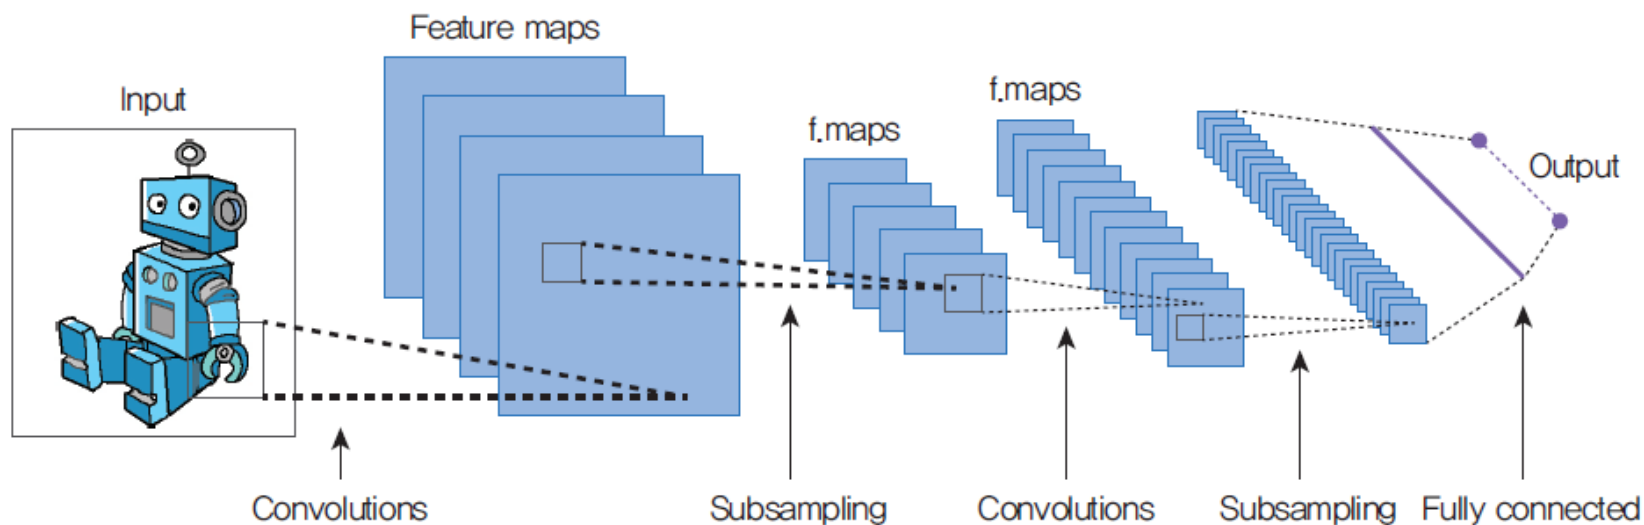 Feature maps
Input
f.maps
f.maps
Output
Convolutions
Subsampling
Convolutions
Subsampling
Fully connected